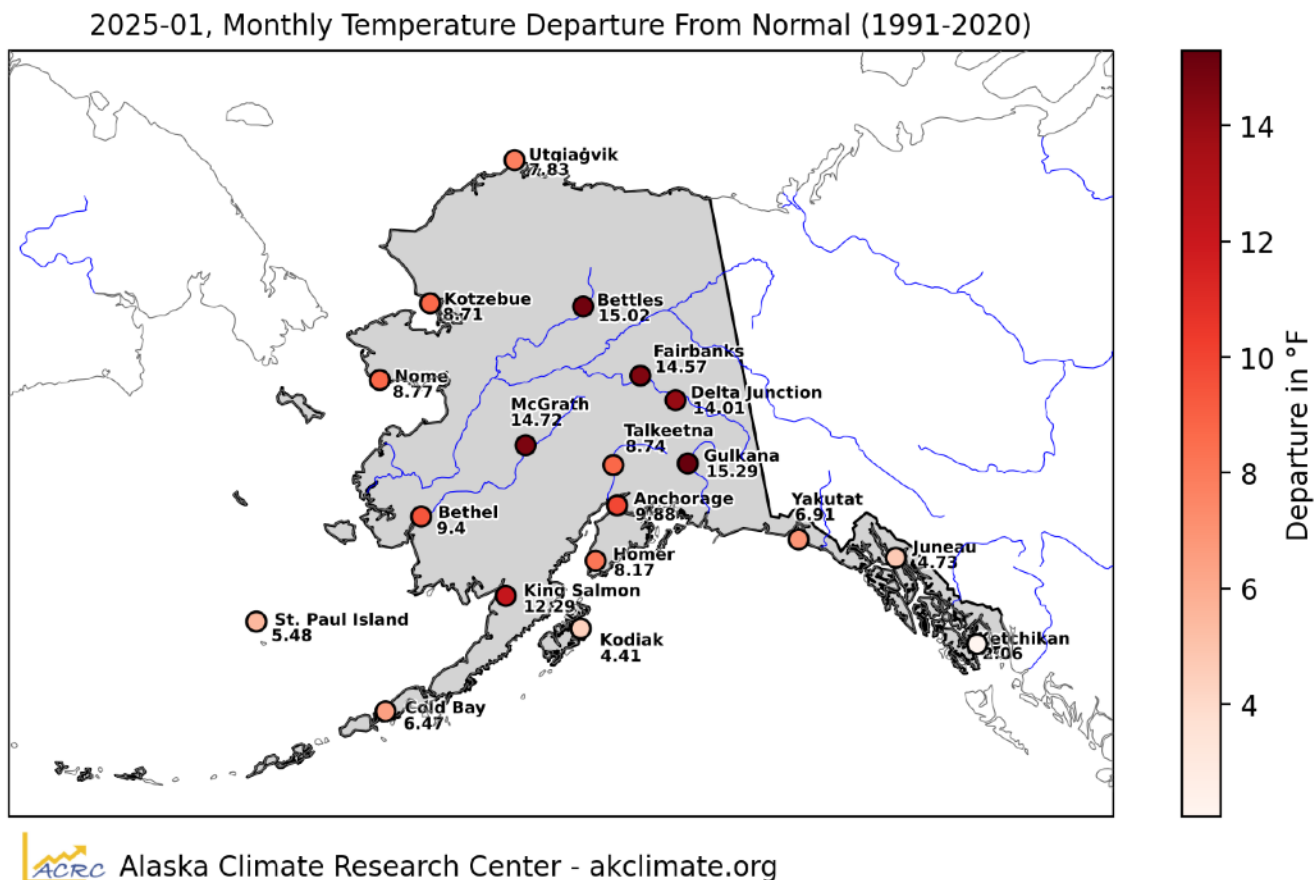 2025-01, Monthly Temperature Departure From Normal (1991-2020)
Utqiaġvik
7.83
Kotzebue
8.71
Bettles
15.02
Fairbanks
14.57
Nome
8.77
Delta Junction
14.01
McGrath
14.72
Talkeetna
8.74
Gulkana
15.29
Anchorage
9.88
Yakutat
6.91
Bethel
9.4
Homer
8.17
Juneau
4.73
King Salmon
12.29
St. Paul Island
5.48
Kodiak
4.41
Ketchikan
2.06
Cold Bay
6.47
14
12
10
8
6
4
Departure in °F
ACRC Alaska Climate Research Center - akclimate.org